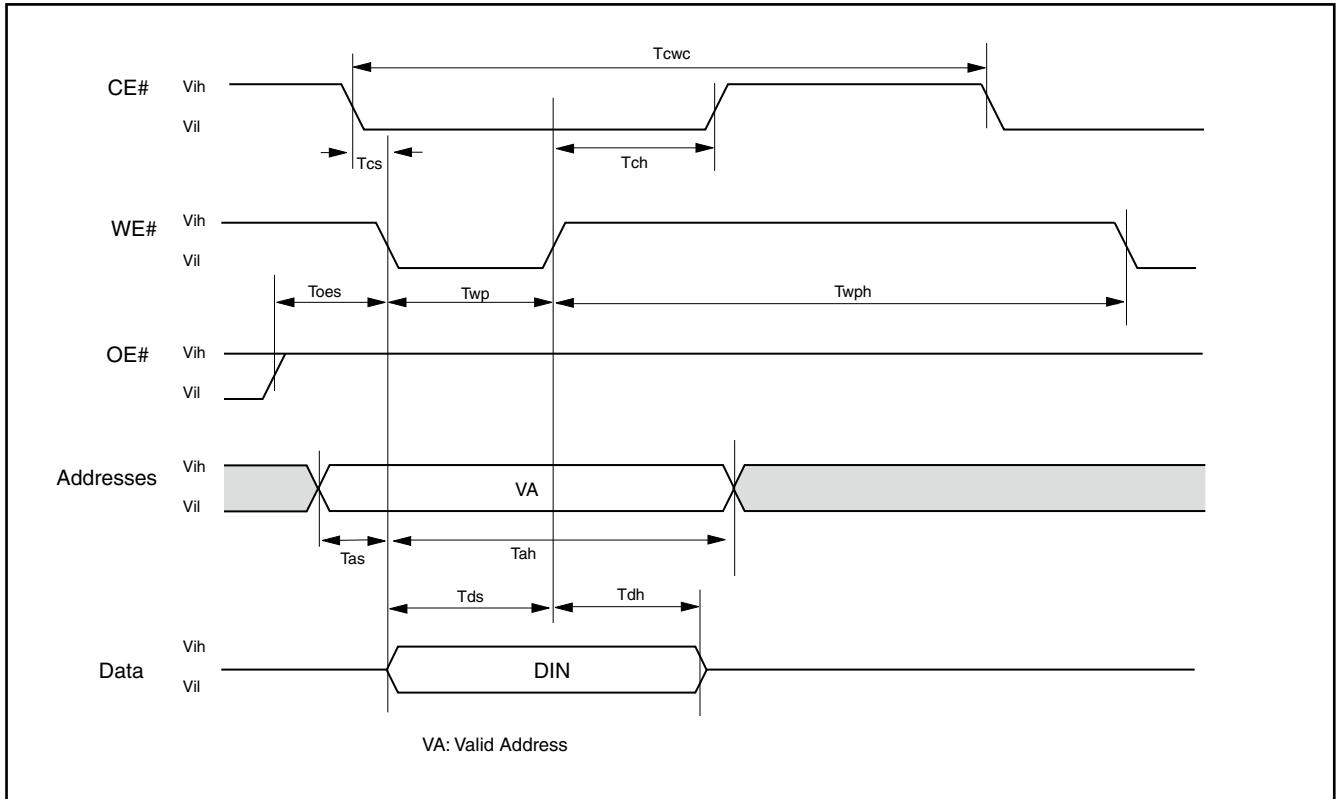 Tcwc
CE#
Vih
Vil
Tcs
Tch
WE#
Vih
Vil
Toes
Twp
Twph
OE#
Vih
Vil
Addresses
Vih
Vil
VA
Tas
Tah
Tds
Tdh
Data
Vih
Vil
DIN
VA: Valid Address